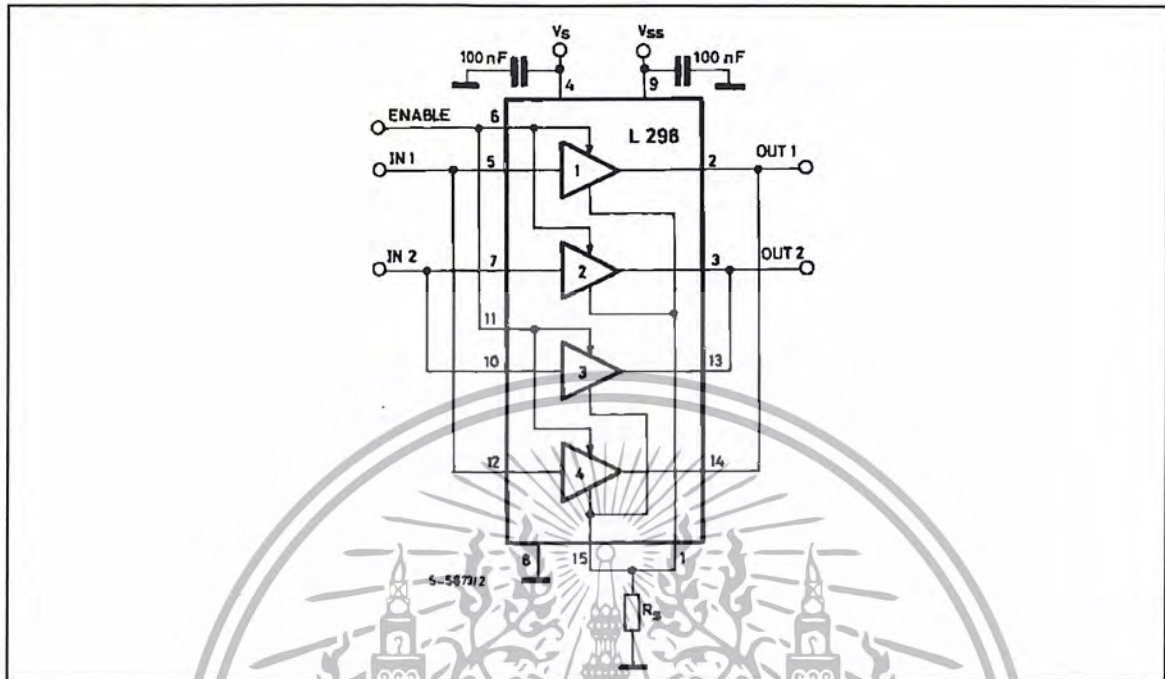 Vs Vss
100 nF 100 nF
4 9
ENABLE 6
L 298
IN 1 5 1 2 OUT 1
IN 2 7 2 3 OUT 2
11
10 3 13
12 4 14
8 15 1
S-5877/2
Rs